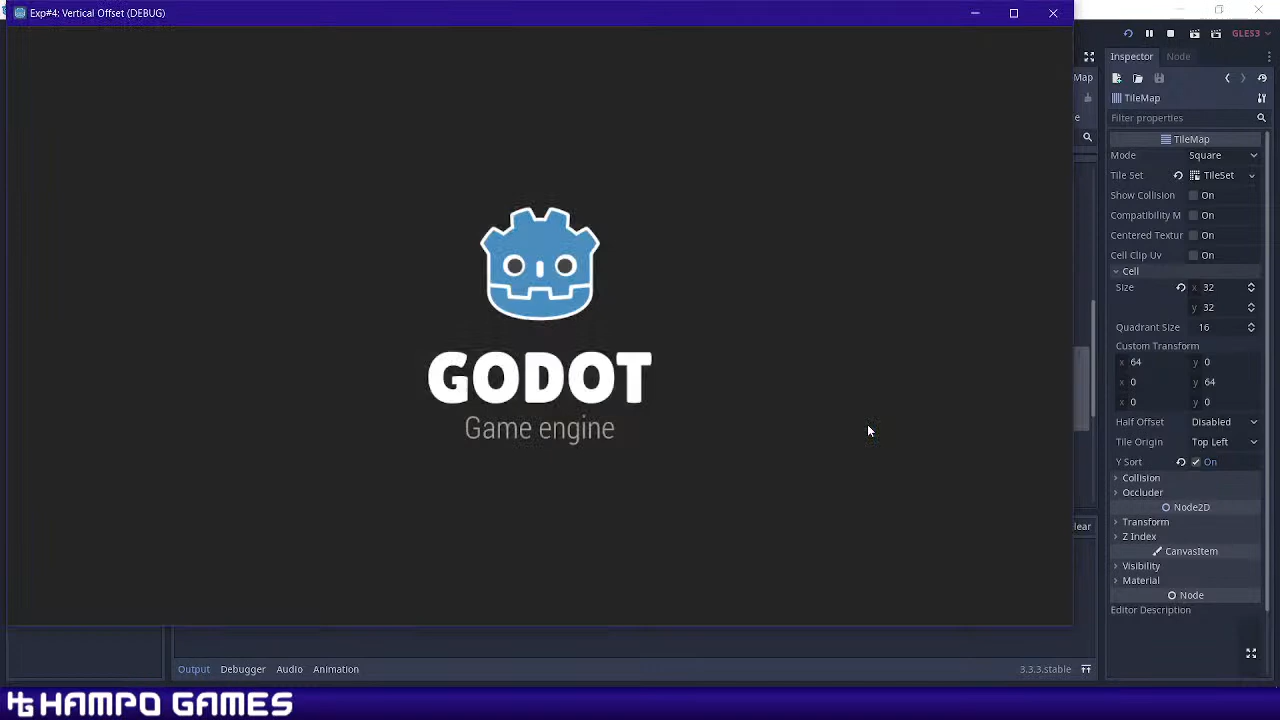 Exp#4: Vertical Offset (DEBUG)
GLES3
Inspector Node
Map
TileMap
Filter properties
TileMap
Mode Square
Tile Set TileSet
Show Collision On
Compatibility M On
Centered Textur On
Cell Clip Uv On
Cell
Size x 32
y 32
Quadrant Size 16
Custom Transform
x 64 y 0
x 0 y 64
x 0 y 0
Half Offset Disabled
Tile Origin Top Left
Y Sort On
Collision
Occluder
Node2D
Transform
Z Index
CanvasItem
Visibility
Material
Node
Editor Description
GODOT
Game engine
lear
Output Debugger Audio Animation 3.3.3.stable
HAMPO GAMES